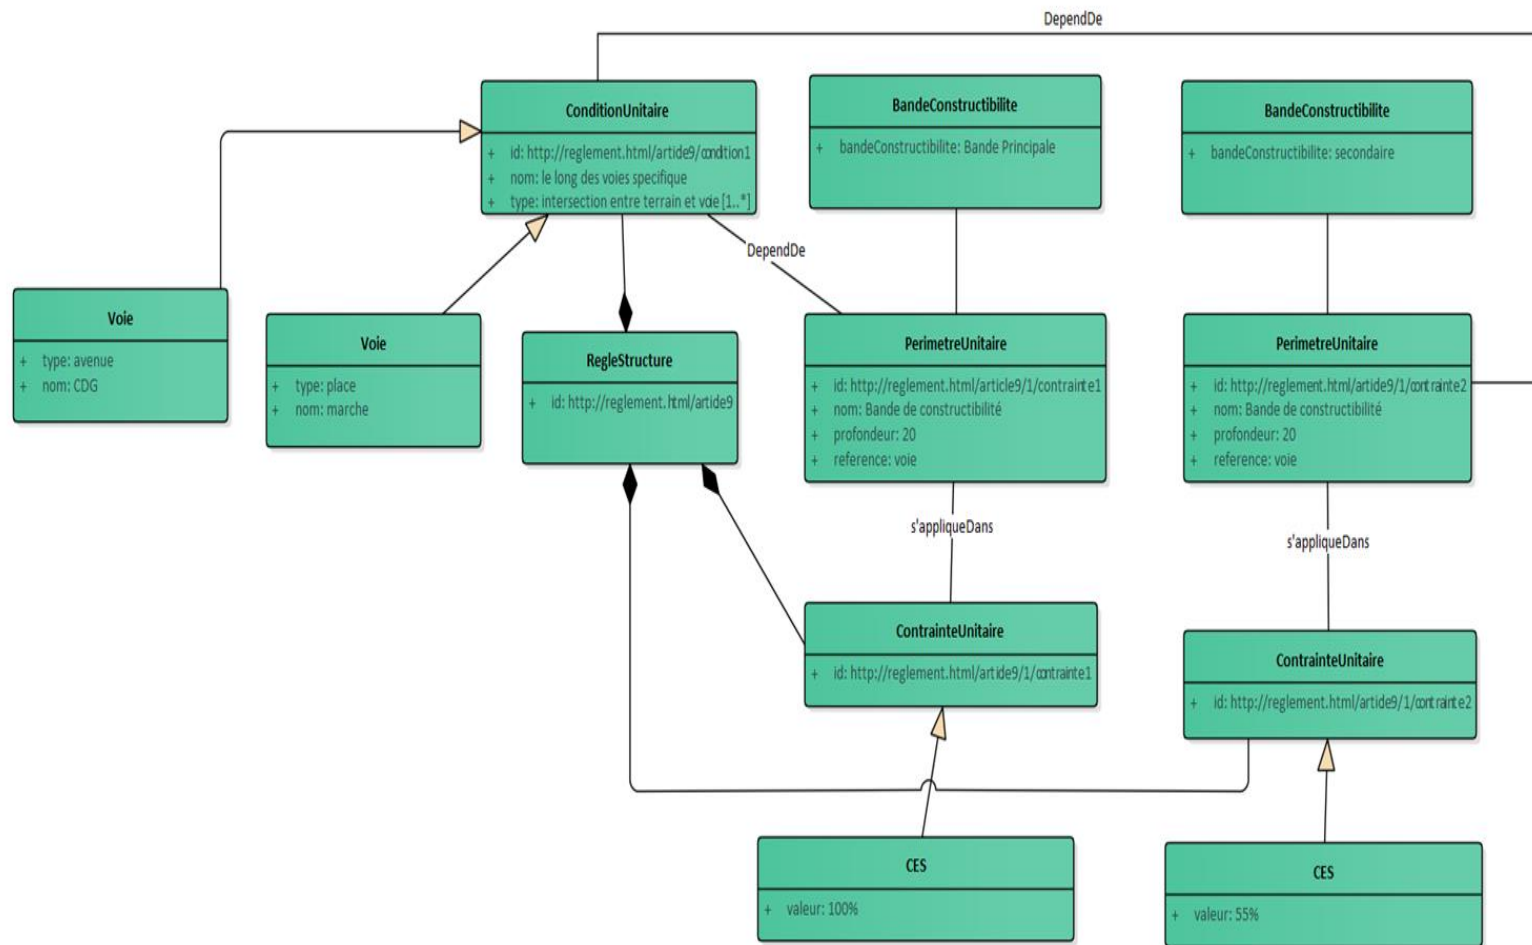 DependDe
ConditionUnitaire
+ id: http://reglement.html/article9/condition1
+ nom: le long des voies specifique
+ type: intersection entre terrain et voie [1..*]
BandeConstructibilite
+ bandeConstructibilite: Bande Principale
BandeConstructibilite
+ bandeConstructibilite: secondaire
DependDe
Voie
+ type: avenue
+ nom: CDG
Voie
+ type: place
+ nom: marche
RegleStructure
+ id: http://reglement.html/article9
PerimetreUnitaire
+ id: http://reglement.html/article9/1/contrainte1
+ nom: Bande de constructibilité
+ profondeur: 20
+ reference: voie
PerimetreUnitaire
+ id: http://reglement.html/article9/1/contrainte2
+ nom: Bande de constructibilité
+ profondeur: 20
+ reference: voie
s'appliqueDans
s'appliqueDans
ContrainteUnitaire
+ id: http://reglement.html/article9/1/contrainte1
ContrainteUnitaire
+ id: http://reglement.html/article9/1/contrainte2
CES
+ valeur: 100%
CES
+ valeur: 55%